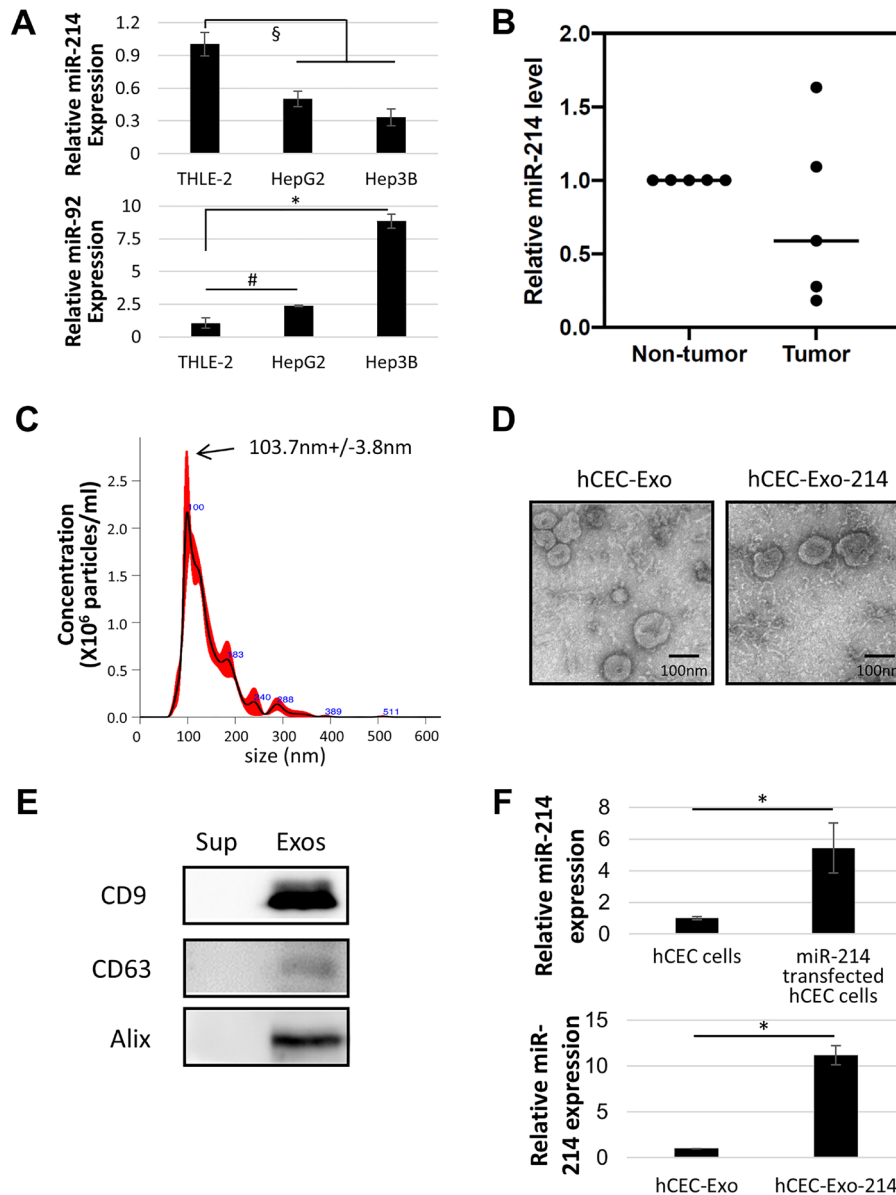 A
Relative miR-214
Expression
1.2
0.9
0.6
0.3
0
§
THLE-2 HepG2 Hep3B
Relative miR-92
Expression
10
7.5
5
2.5
0
*
#
THLE-2 HepG2 Hep3B
B
Relative miR-214 level
2.0
1.5
1.0
0.5
0.0
Non-tumor Tumor
C
103.7nm+/-3.8nm
Concentration
(X10⁶ particles/ml)
2.5
2.0
1.5
1.0
0.5
0.0
100
183
240
288
389
511
0 100 200 300 400 500 600
size (nm)
D
hCEC-Exo hCEC-Exo-214
100nm
100nm
E
Sup Exos
CD9
CD63
Alix
F
Relative miR-214
expression
8
6
4
2
0
*
hCEC cells miR-214
transfected
hCEC cells
Relative miR-
214 expression
15
10
5
0
*
hCEC-Exo hCEC-Exo-214